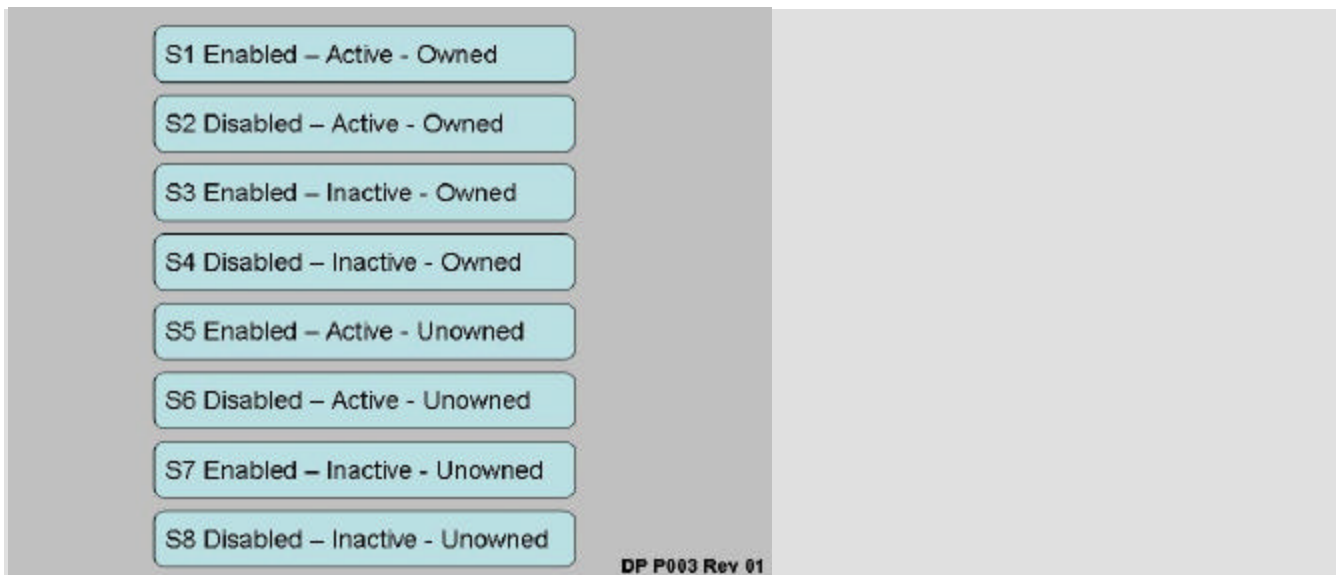 S1 Enabled – Active - Owned
S2 Disabled – Active - Owned
S3 Enabled – Inactive - Owned
S4 Disabled – Inactive - Owned
S5 Enabled – Active - Unowned
S6 Disabled – Active - Unowned
S7 Enabled – Inactive - Unowned
S8 Disabled – Inactive - Unowned
DP P003 Rev 01